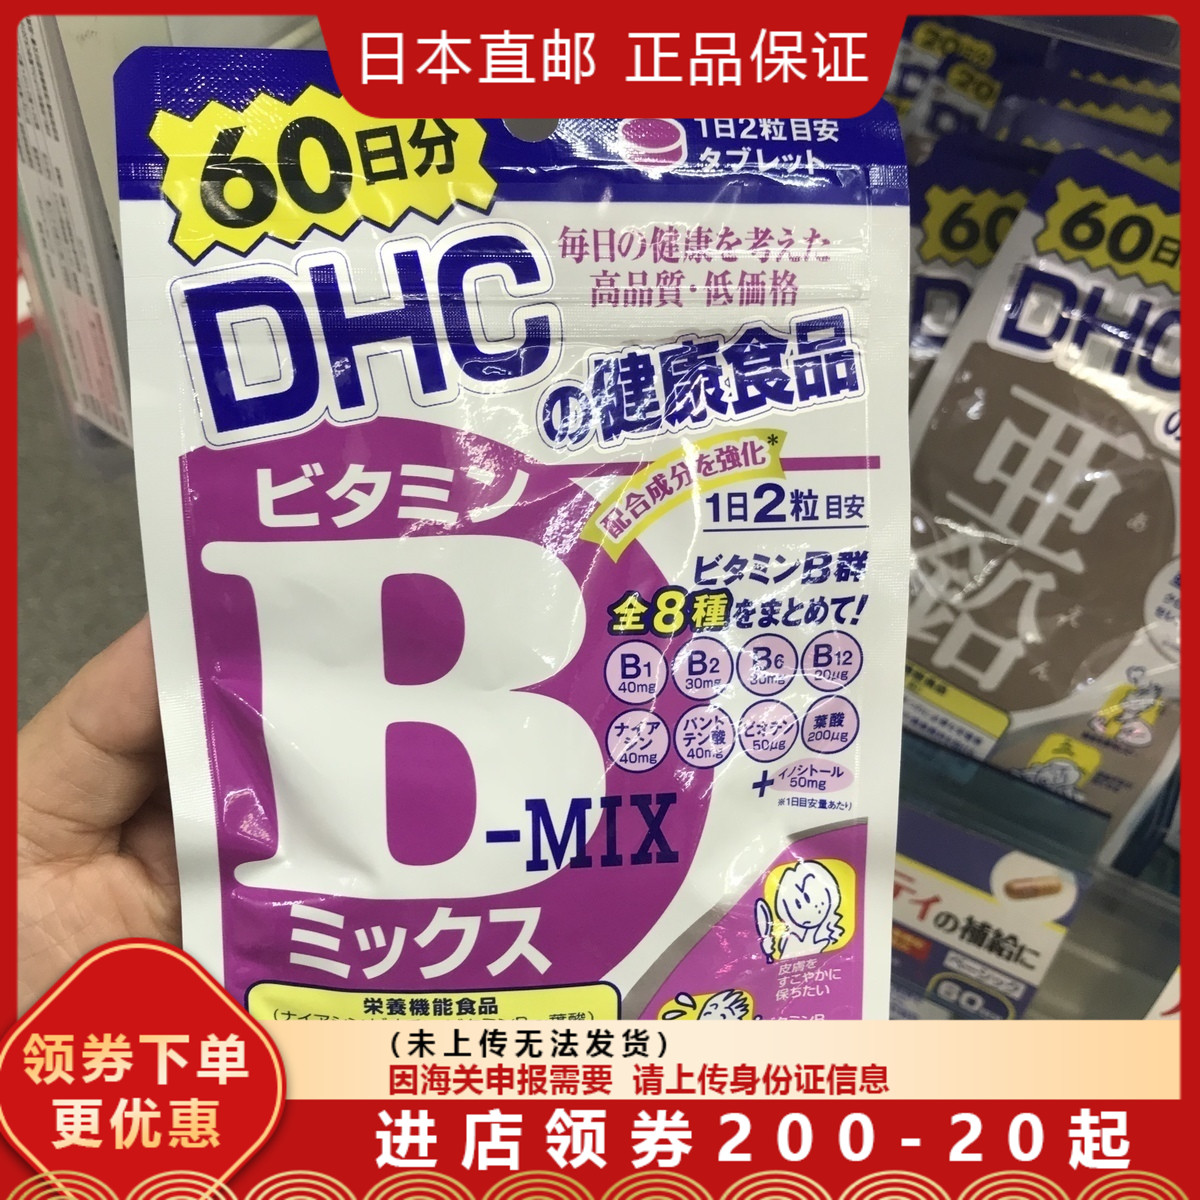 日本直邮 正品保证
60日分
1日2粒目安
タブレット
DHC
毎日の健康を考えた
高品質・低価格
の健康食品
ビタミン
B
-MIX
ミックス
配合成分を強化*
1日2粒目安
ビタミンB群
全8種をまとめて!
B1
40mg
B2
30mg
B6
30mg
B12
20μg
ナイア
シン
40mg
パント
テン酸
40mg
ビオチン
50μg
葉酸
200μg
+イノシトール
50mg
※1日目安量あたり
皮膚を
すこやかに
保ちたい
栄養機能食品
20
60
60日
DHC
亜鉛
ティの補給に
ベーシック
60
(未上传无法发货)
因海关申报需要 请上传身份证信息
领券下单
更优惠
进店领券200-20起